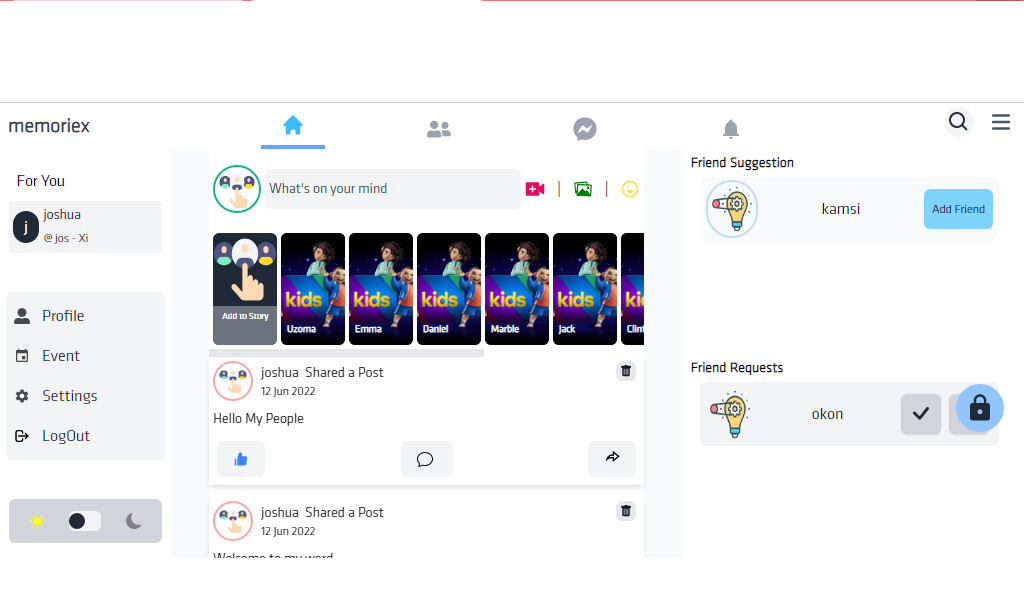 memoriex
For You
j
joshua
@ jos - Xi
Profile
Event
Settings
LogOut
What's on your mind
Add to Story
kids
Uzoma
kids
Emma
kids
Daniel
kids
Marble
kids
Jack
joshua Shared a Post
12 Jun 2022
Hello My People
joshua Shared a Post
12 Jun 2022
Welcome to my word
Friend Suggestion
kamsi
Add Friend
Friend Requests
okon